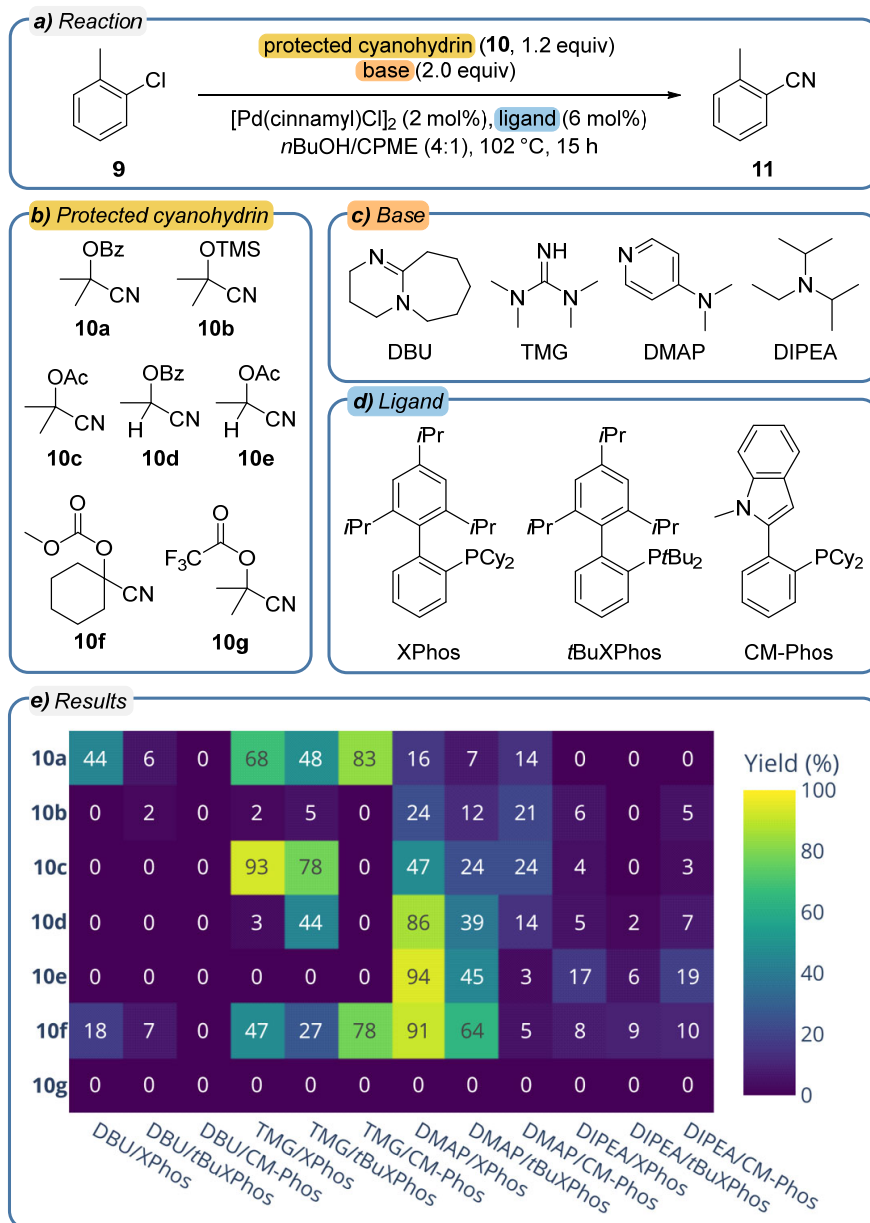 a) Reaction
protected cyanohydrin (10, 1.2 equiv)
base (2.0 equiv)
Cl
CN
[Pd(cinnamyl)Cl]2 (2 mol%), ligand (6 mol%)
nBuOH/CPME (4:1), 102 °C, 15 h
9
11
b) Protected cyanohydrin
OBz
CN
10a
OTMS
CN
10b
OAc
CN
10c
OBz
CN
H
10d
OAc
CN
H
10e
O
O
O
CN
10f
O
F3C
O
CN
10g
c) Base
N
N
DBU
NH
N
N
TMG
N
N
DMAP
N
DIPEA
d) Ligand
iPr
iPr
iPr
PCy2
XPhos
iPr
iPr
iPr
PtBu2
tBuXPhos
N
PCy2
CM-Phos
e) Results
10a 44 6 0 68 48 83 16 7 14 0 0 0
10b 0 2 0 2 5 0 24 12 21 6 0 5
10c 0 0 0 93 78 0 47 24 24 4 0 3
10d 0 0 0 3 44 0 86 39 14 5 2 7
10e 0 0 0 0 0 0 94 45 3 17 6 19
10f 18 7 0 47 27 78 91 64 5 8 9 10
10g 0 0 0 0 0 0 0 0 0 0 0 0
DBU/XPhos
DBU/tBuXPhos
DBU/CM-Phos
TMG/XPhos
TMG/tBuXPhos
TMG/CM-Phos
DMAP/XPhos
DMAP/tBuXPhos
DMAP/CM-Phos
DIPEA/XPhos
DIPEA/tBuXPhos
DIPEA/CM-Phos
Yield (%)
100
80
60
40
20
0